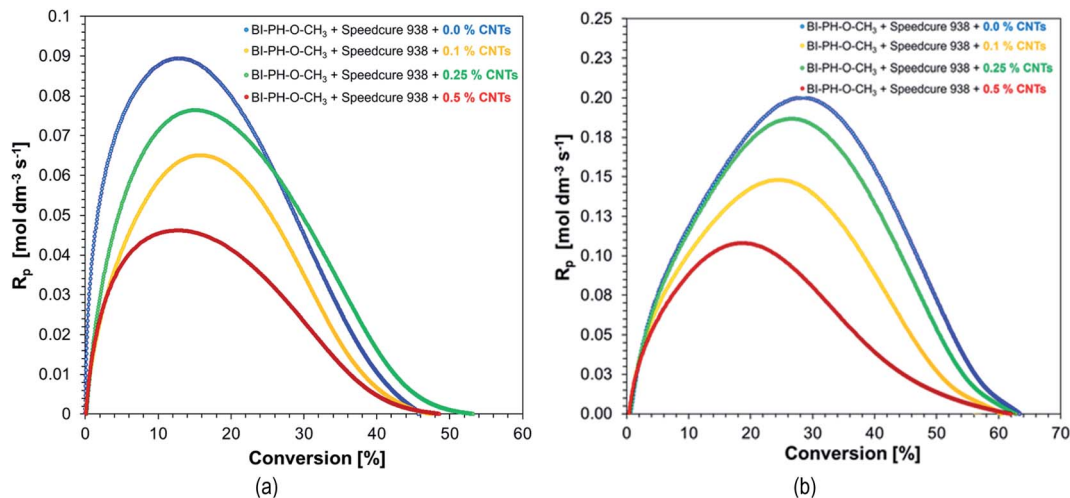 BI-PH-O-CH₃ + Speedcure 938 + 0.0 % CNTs
BI-PH-O-CH₃ + Speedcure 938 + 0.1 % CNTs
BI-PH-O-CH₃ + Speedcure 938 + 0.25 % CNTs
BI-PH-O-CH₃ + Speedcure 938 + 0.5 % CNTs
0.1
0.09
0.08
0.07
0.06
0.05
0.04
0.03
0.02
0.01
0
Rₚ [mol dm⁻³ s⁻¹]
0 10 20 30 40 50 60
Conversion [%]
(a)
BI-PH-O-CH₃ + Speedcure 938 + 0.0 % CNTs
BI-PH-O-CH₃ + Speedcure 938 + 0.1 % CNTs
BI-PH-O-CH₃ + Speedcure 938 + 0.25 % CNTs
BI-PH-O-CH₃ + Speedcure 938 + 0.5 % CNTs
0.25
0.23
0.20
0.18
0.15
0.13
0.10
0.08
0.05
0.03
0.00
Rₚ [mol dm⁻³ s⁻¹]
0 10 20 30 40 50 60 70
Conversion [%]
(b)